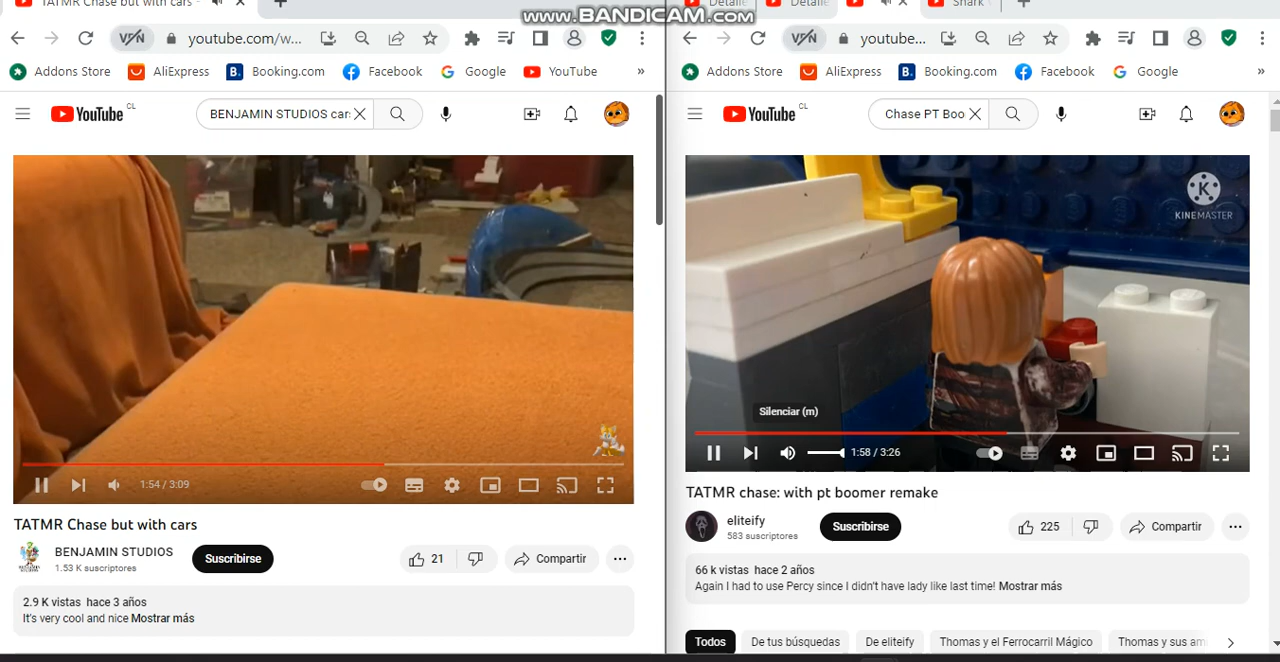 TATMR Chase but with cars -
www.BANDICAM.com
Detalle
Detalle
Shark
VPN
youtube.com/w...
VPN
youtube...
Addons Store
AliExpress
B. Booking.com
Facebook
G Google
YouTube
»
Addons Store
AliExpress
B. Booking.com
Facebook
G Google
»
YouTube CL
BENJAMIN STUDIOS car
YouTube CL
Chase PT Boo
K
KINEMASTER
Silenciar (m)
1:58 / 3:26
1:54 / 3:09
TATMR chase: with pt boomer remake
TATMR Chase but with cars
eliteify
583 suscriptores
Suscribirse
225
Compartir
BENJAMIN STUDIOS
1.53 K suscriptores
Suscribirse
21
Compartir
66 k vistas hace 2 años
Again I had to use Percy since I didn't have lady like last time! Mostrar más
2.9 K vistas hace 3 años
It's very cool and nice Mostrar más
Todos
De tus búsquedas
De eliteify
Thomas y el Ferrocarril Mágico
Thomas y sus am